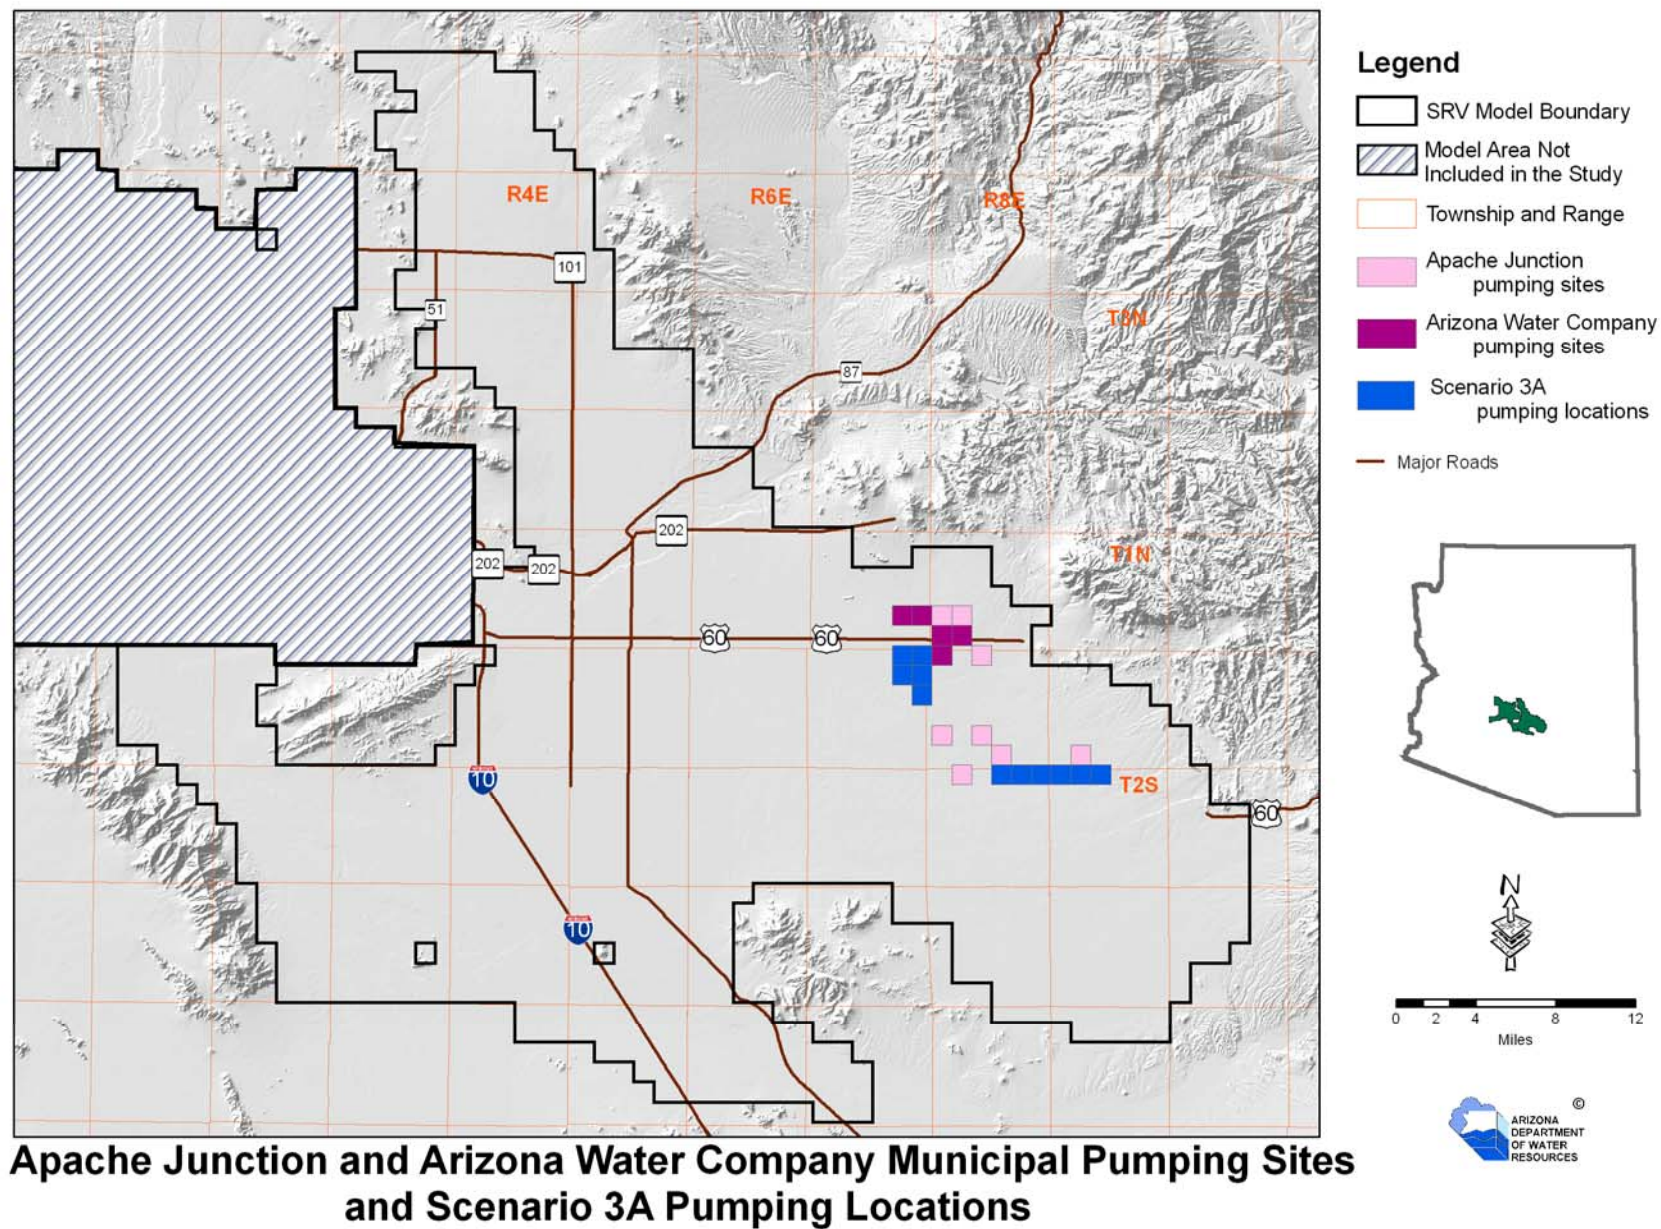 R4E
R6E
R8E
101
51
T3N
87
202
202
202
T1N
60
60
10
T2S
60
10
Legend
SRV Model Boundary
Model Area Not
Included in the Study
Township and Range
Apache Junction
pumping sites
Arizona Water Company
pumping sites
Scenario 3A
pumping locations
Major Roads
N
0 2 4 8 12
Miles
©
ARIZONA
DEPARTMENT
OF WATER
RESOURCES
Apache Junction and Arizona Water Company Municipal Pumping Sites
and Scenario 3A Pumping Locations